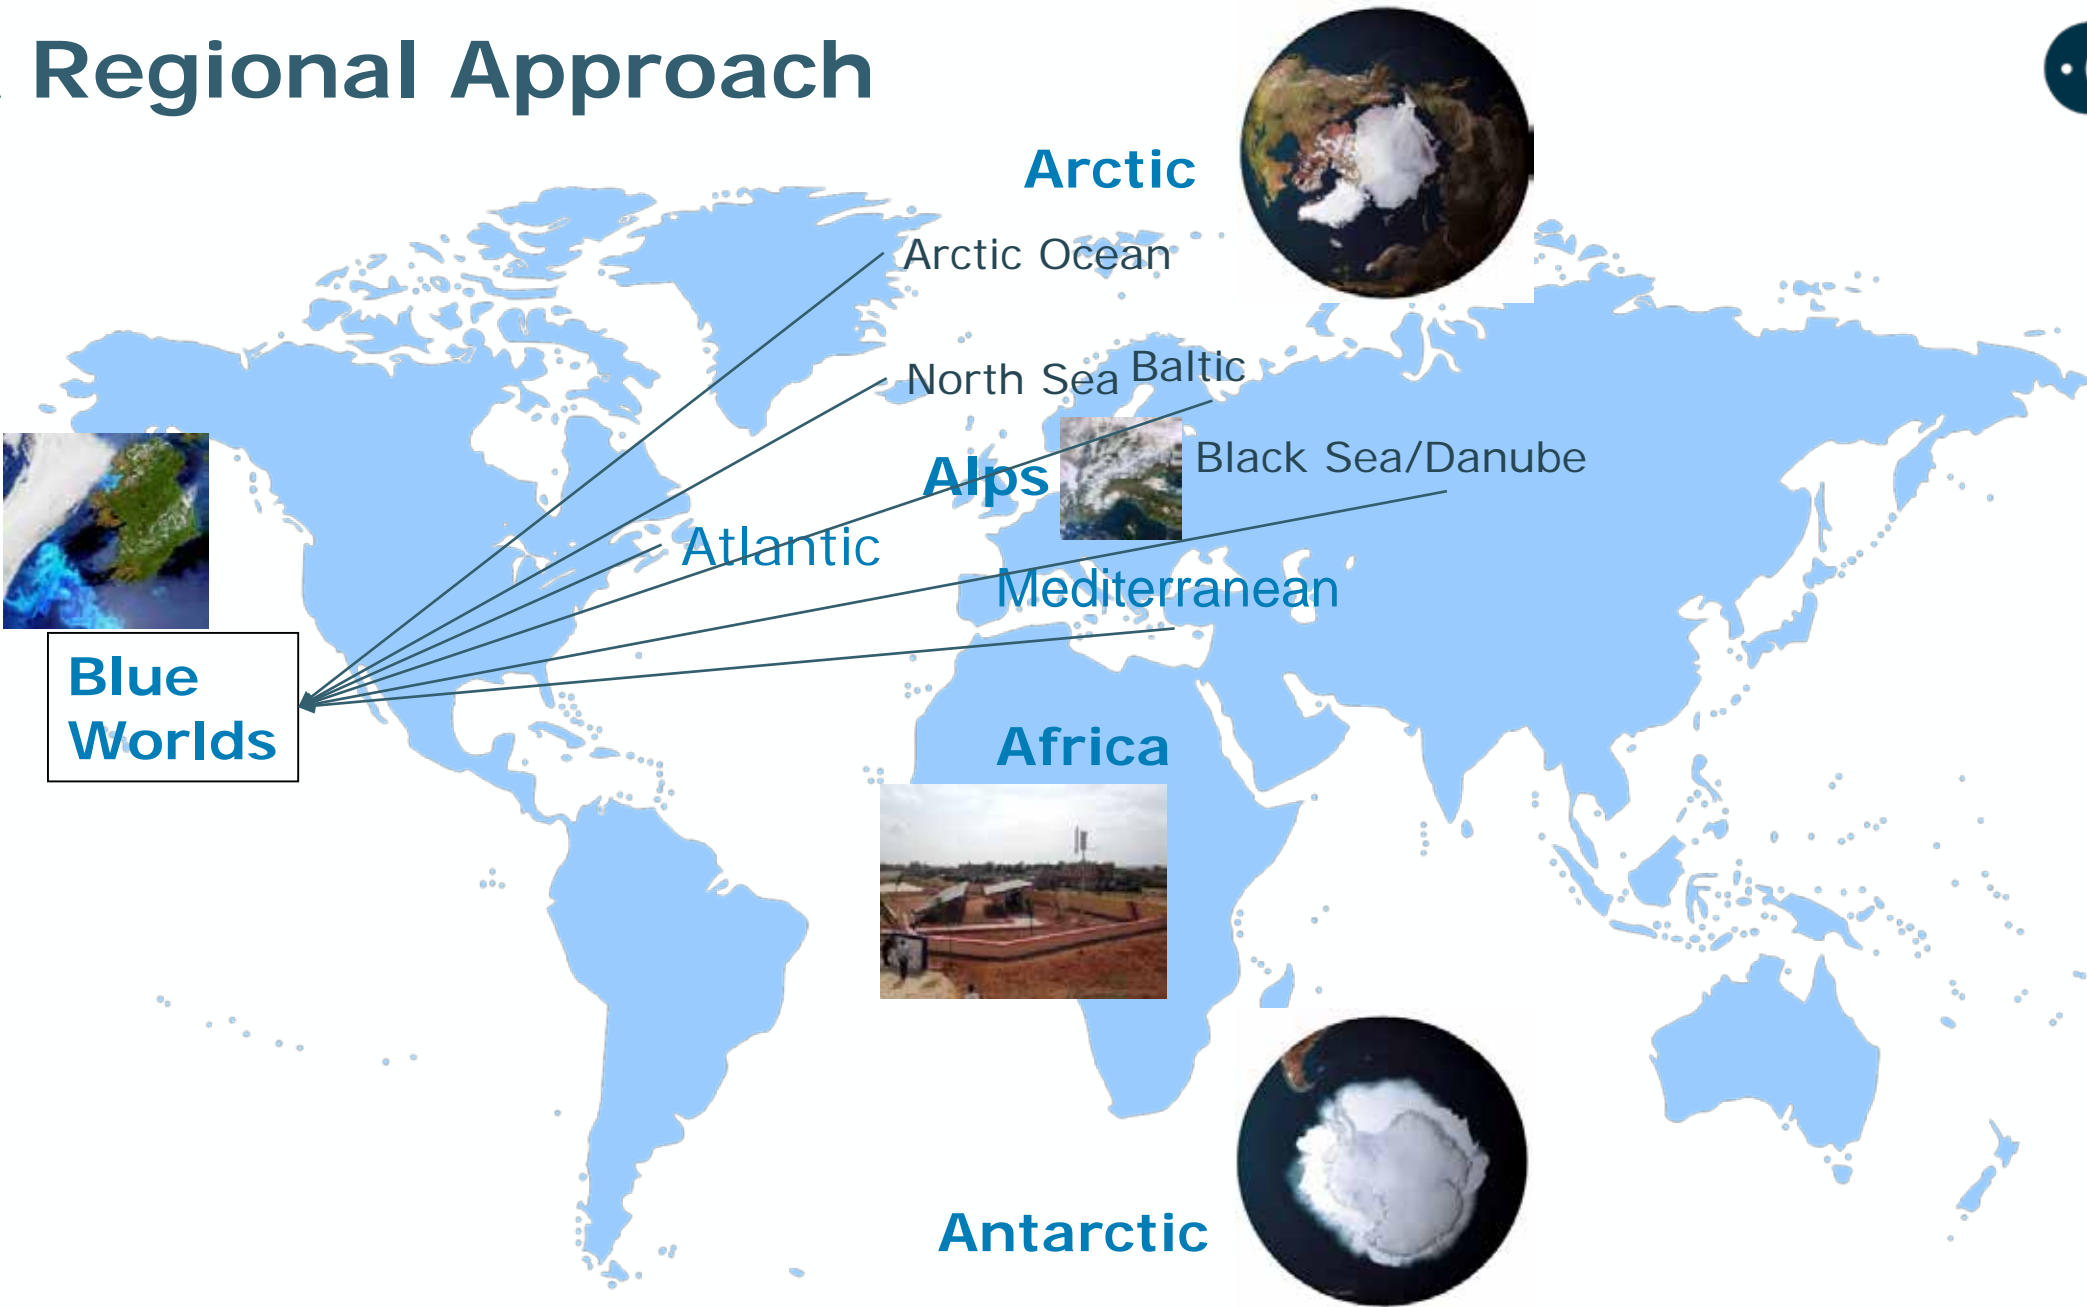 Regional Approach
Arctic
Arctic Ocean
North Sea
Baltic
Black Sea/Danube
Alps
Atlantic
Mediterranean
Blue
Worlds
Africa
Antarctic